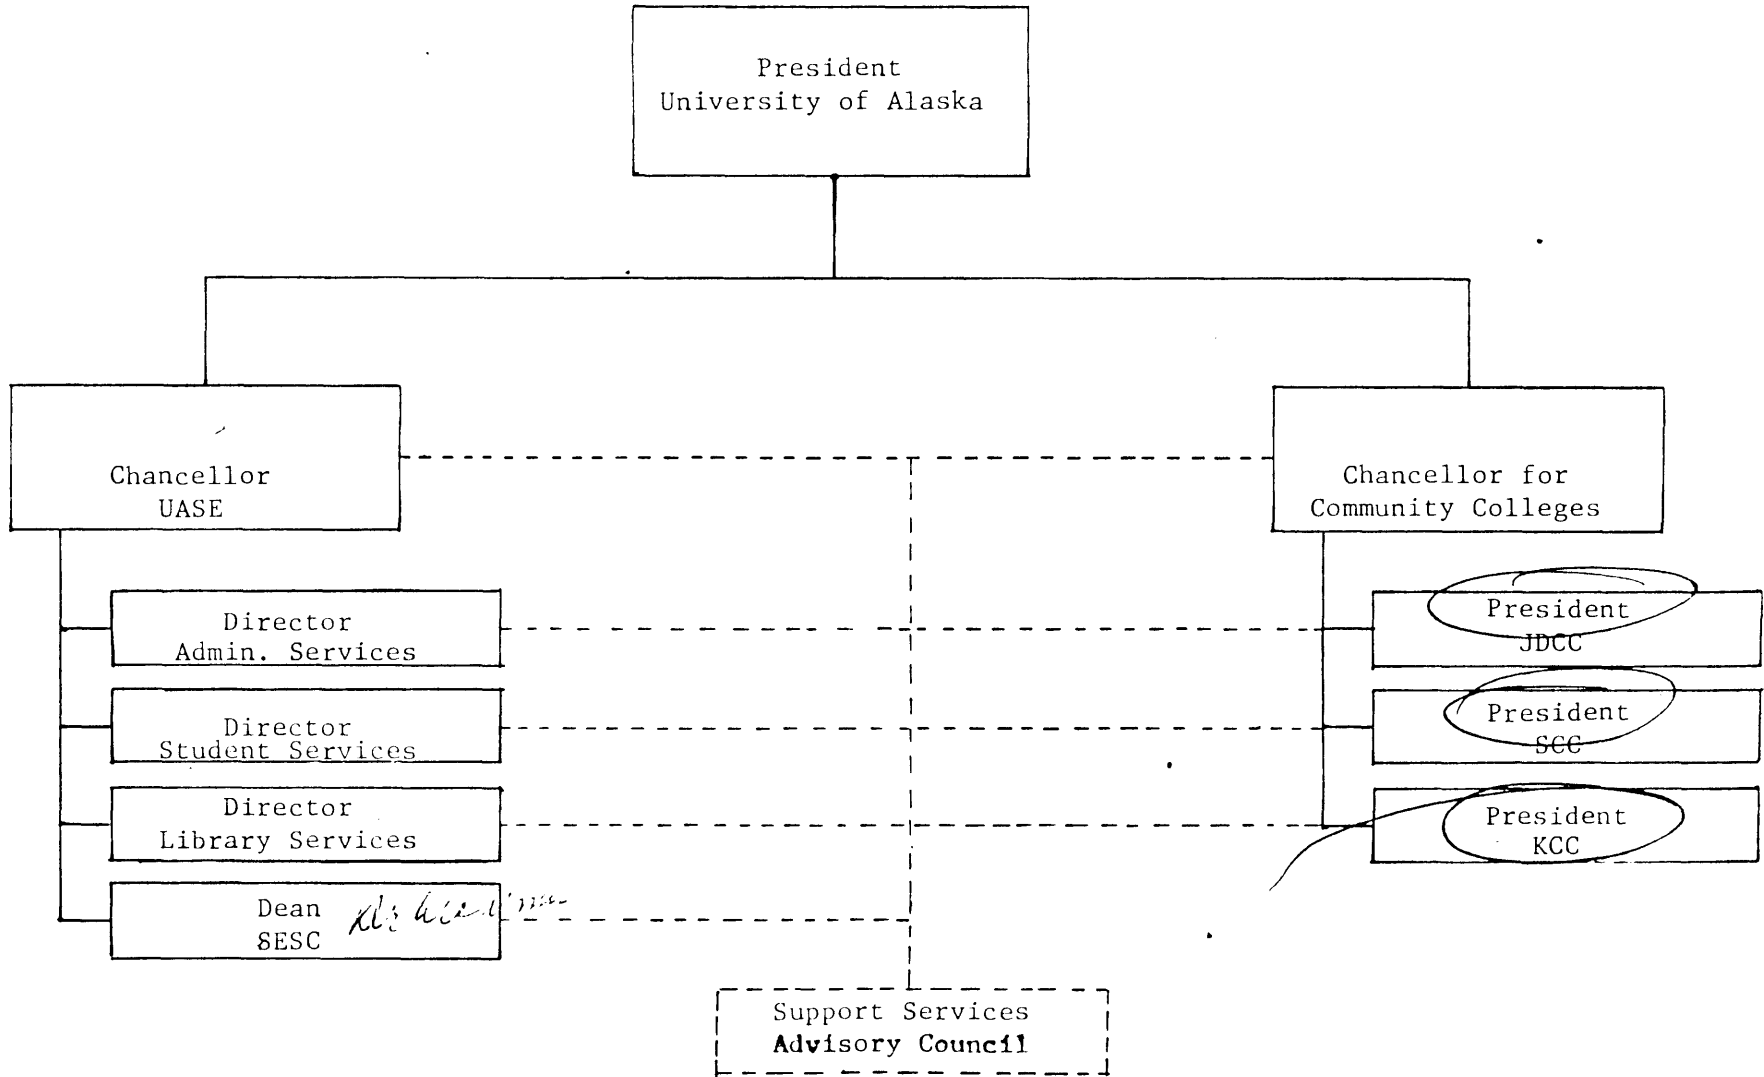 President
University of Alaska
Chancellor
UASE
Chancellor for
Community Colleges
Director
Admin. Services
President
JDCC
Director
Student Services
President
SCC
Director
Library Services
President
KCC
Dean
SESC
Support Services
Advisory Council